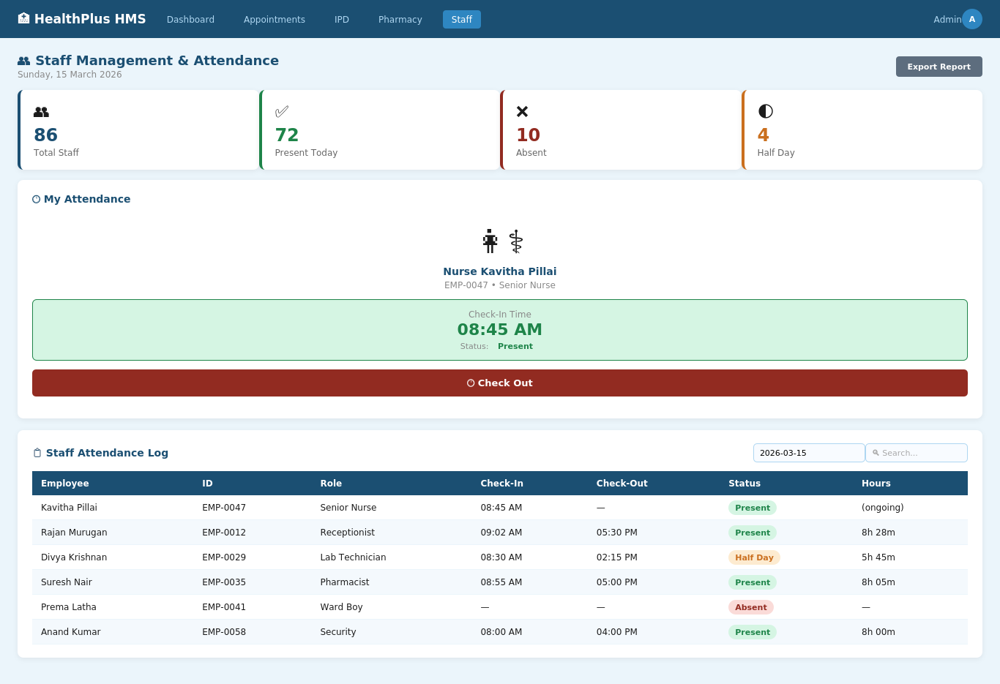 HealthPlus HMS
Dashboard
Appointments
IPD
Pharmacy
Staff
Admin
A
Staff Management & Attendance
Sunday, 15 March 2026
Export Report
86
Total Staff
72
Present Today
10
Absent
4
Half Day
My Attendance
Nurse Kavitha Pillai
EMP-0047 • Senior Nurse
Check-In Time
08:45 AM
Status: Present
Check Out
Staff Attendance Log
2026-03-15
Search...
Employee ID Role Check-In Check-Out Status Hours
Kavitha Pillai EMP-0047 Senior Nurse 08:45 AM — Present (ongoing)
Rajan Murugan EMP-0012 Receptionist 09:02 AM 05:30 PM Present 8h 28m
Divya Krishnan EMP-0029 Lab Technician 08:30 AM 02:15 PM Half Day 5h 45m
Suresh Nair EMP-0035 Pharmacist 08:55 AM 05:00 PM Present 8h 05m
Prema Latha EMP-0041 Ward Boy — — Absent —
Anand Kumar EMP-0058 Security 08:00 AM 04:00 PM Present 8h 00m